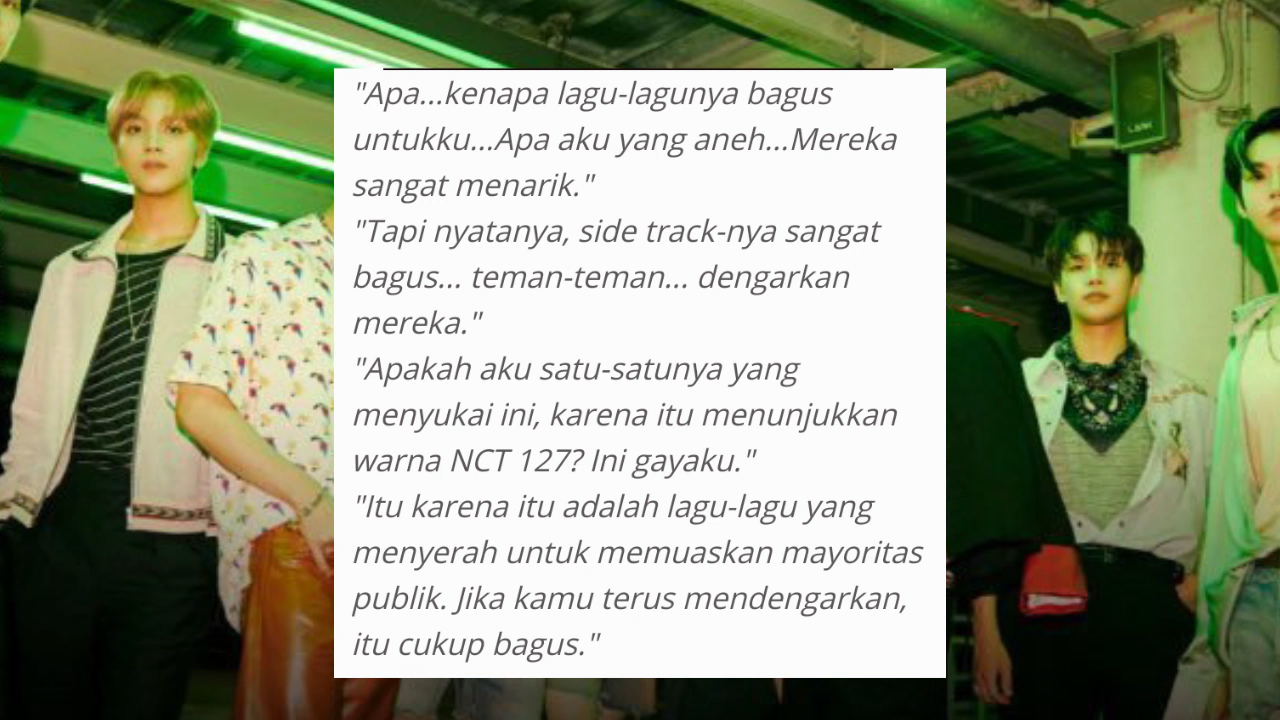 "Apa...kenapa lagu-lagunya bagus
untukku...Apa aku yang aneh...Mereka
sangat menarik."
"Tapi nyatanya, side track-nya sangat
bagus... teman-teman... dengarkan
mereka."
"Apakah aku satu-satunya yang
menyukai ini, karena itu menunjukkan
warna NCT 127? Ini gayaku."
"Itu karena itu adalah lagu-lagu yang
menyerah untuk memuaskan mayoritas
publik. Jika kamu terus mendengarkan,
itu cukup bagus."